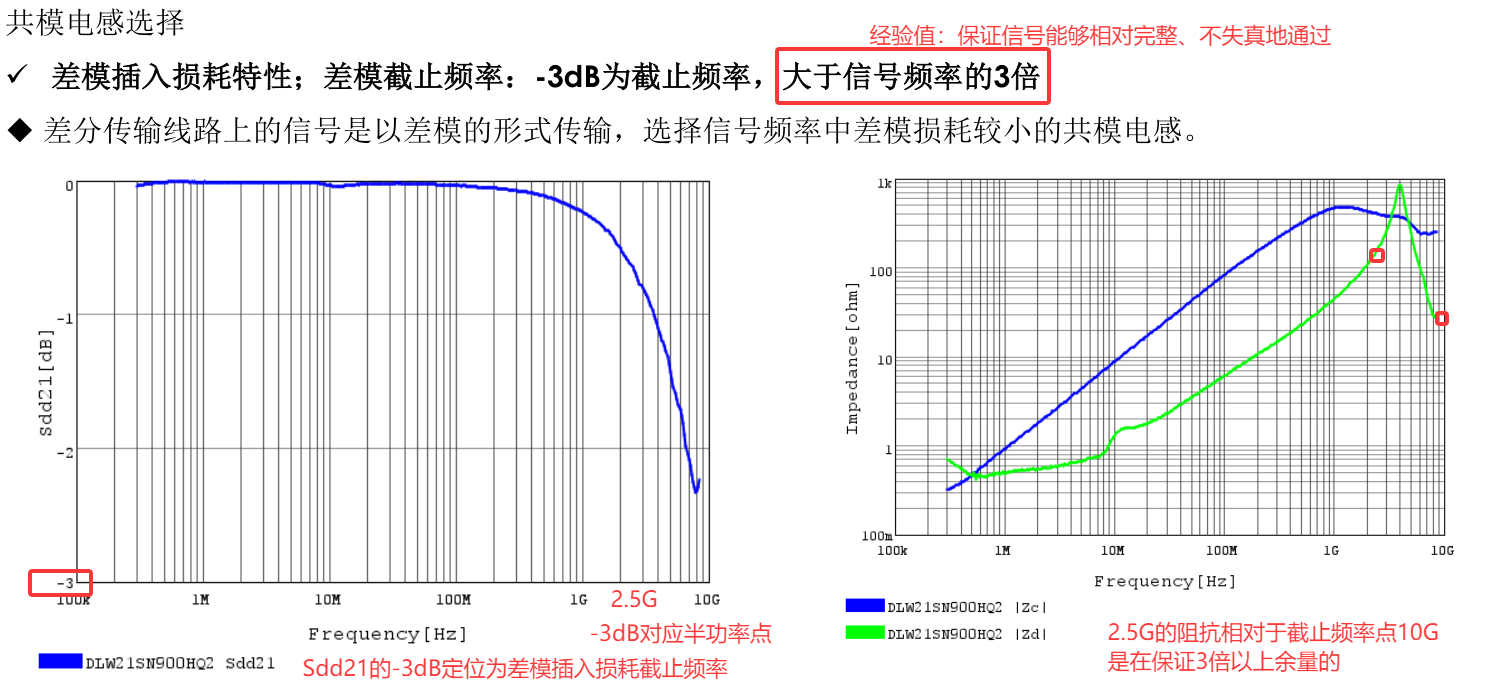 共模电感选择
经验值：保证信号能够相对完整、不失真地通过
✓ 差模插入损耗特性；差模截止频率：-3dB为截止频率，大于信号频率的3倍
◆ 差分传输线路上的信号是以差模的形式传输，选择信号频率中差模损耗较小的共模电感。
0
-1
-2
-3
Sdd21[dB]
100k 1M 10M 100M 1G 10G
2.5G
Frequency[Hz]
-3dB对应半功率点
DLW21SN900HQ2 Sdd21
Sdd21的-3dB定位为差模插入损耗截止频率
1k
100
10
1
100m
Impedance[ohm]
100k 1M 10M 100M 1G 10G
Frequency[Hz]
DLW21SN900HQ2 |Zc|
DLW21SN900HQ2 |Zd|
2.5G的阻抗相对于截止频率点10G
是在保证3倍以上余量的